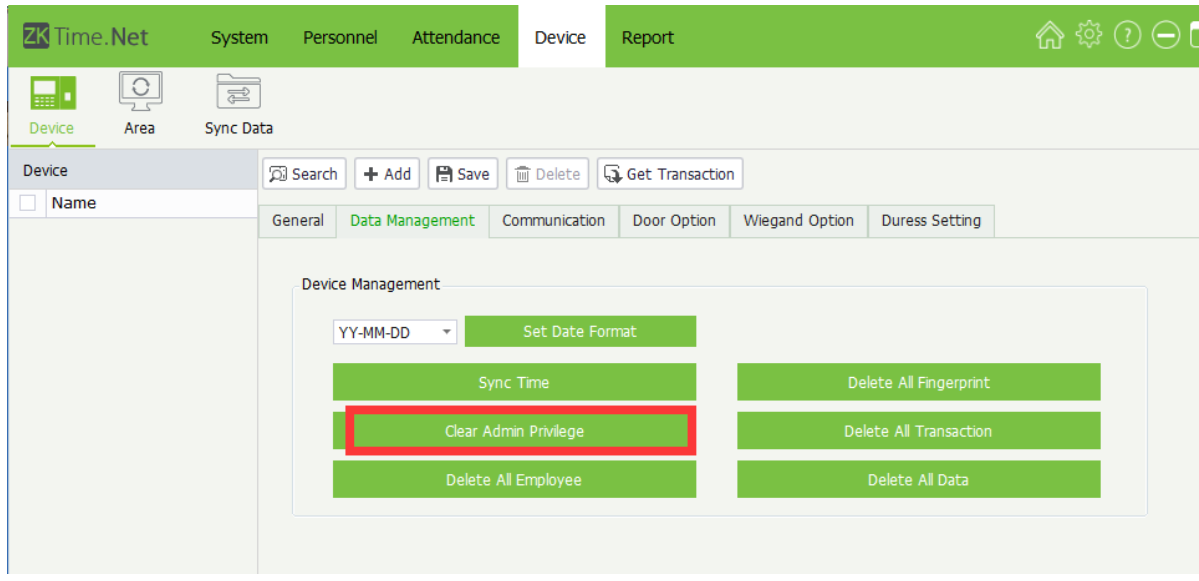 ZK Time.Net System Personnel Attendance Device Report
Device Area Sync Data
Device
Name
Search Add Save Delete Get Transaction
General Data Management Communication Door Option Wiegand Option Duress Setting
Device Management
YY-MM-DD Set Date Format
Sync Time Delete All Fingerprint
Clear Admin Privilege Delete All Transaction
Delete All Employee Delete All Data